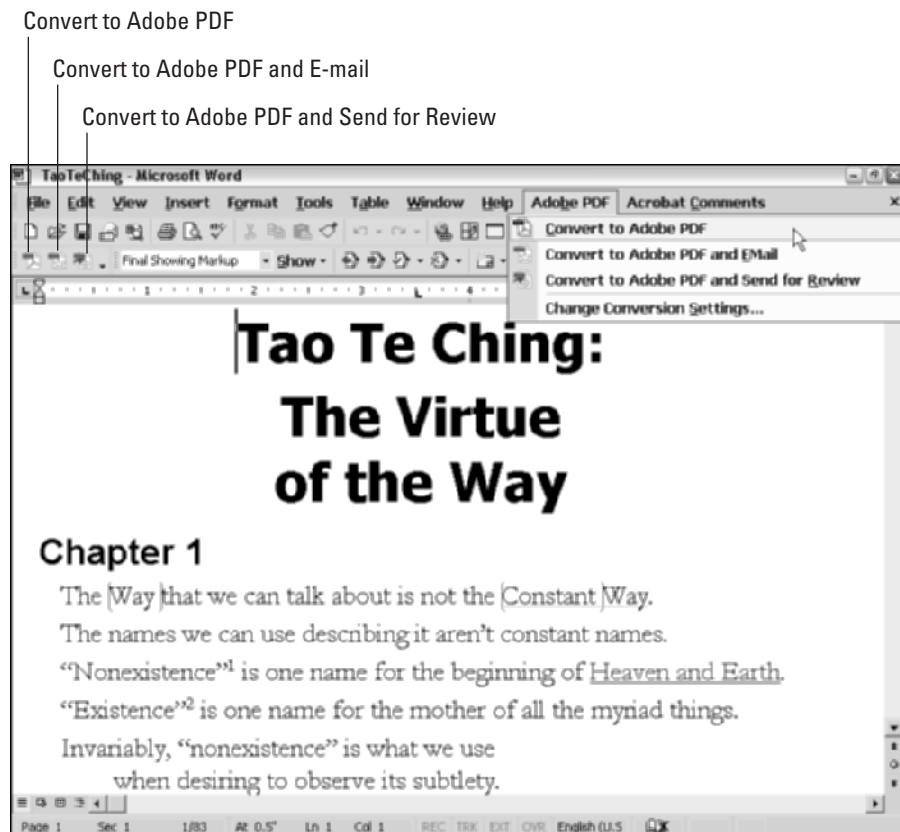 Convert to Adobe PDF
Convert to Adobe PDF and E-mail
Convert to Adobe PDF and Send for Review
TaoTeChing - Microsoft Word
File Edit View Insert Format Tools Table Window Help Adobe PDF Acrobat Comments
Convert to Adobe PDF
Convert to Adobe PDF and EMail
Final Showing Markup Show
Convert to Adobe PDF and Send for Review
Change Conversion Settings...
1 2 3 4
Tao Te Ching:
The Virtue
of the Way
Chapter 1
The Way that we can talk about is not the Constant Way.
The names we can use describing it aren't constant names.
“Nonexistence”1 is one name for the beginning of Heaven and Earth.
“Existence”2 is one name for the mother of all the myriad things.
Invariably, “nonexistence” is what we use
when desiring to observe its subtlety.
Page 1 Sec 1 1/83 At 0.5" Ln 1 Col 1 REC TRK EXT OVR English (U.S